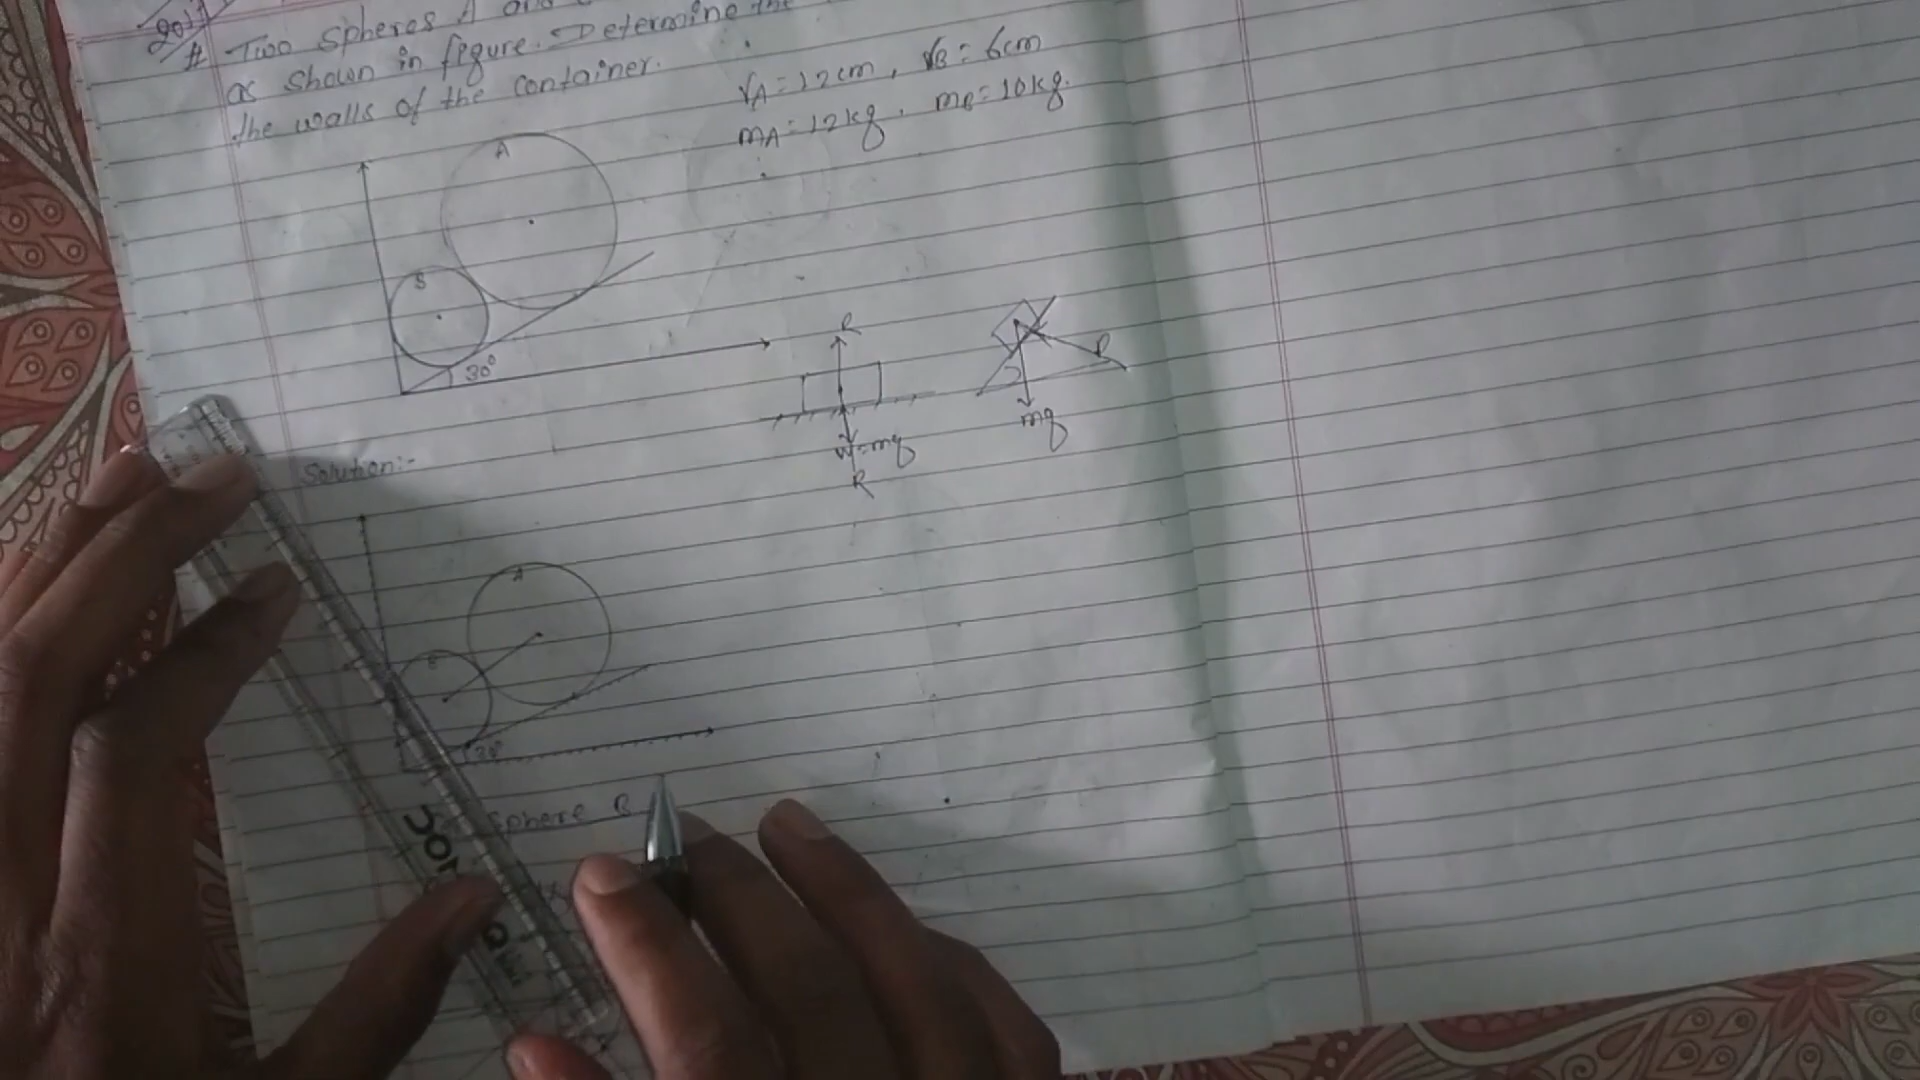 2017
# Two spheres A and
as shown in figure. Determine the
the walls of the container.
rA = 12cm, rB = 6cm
mA = 12kg, mB = 10kg.
A
B
30°
R
W=mg
R
R
mg
Solution:-
A
B
30°
Sphere B